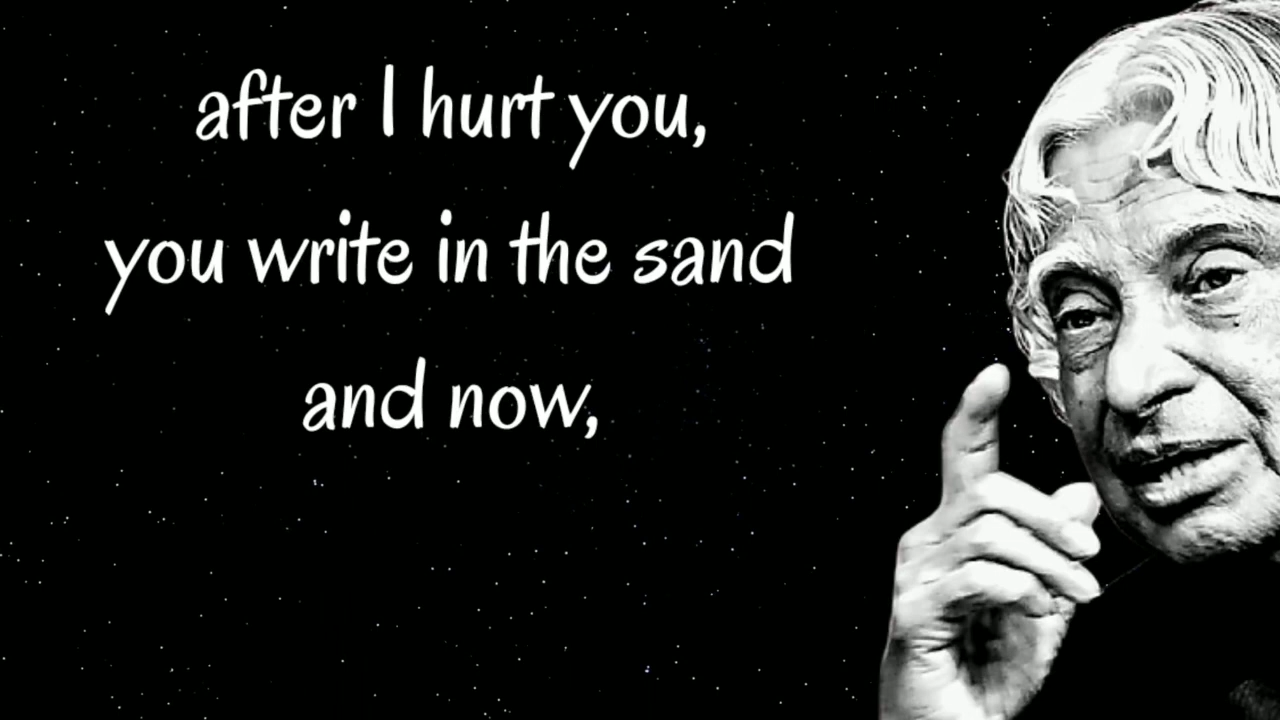 after I hurt you,
you write in the sand
and now,